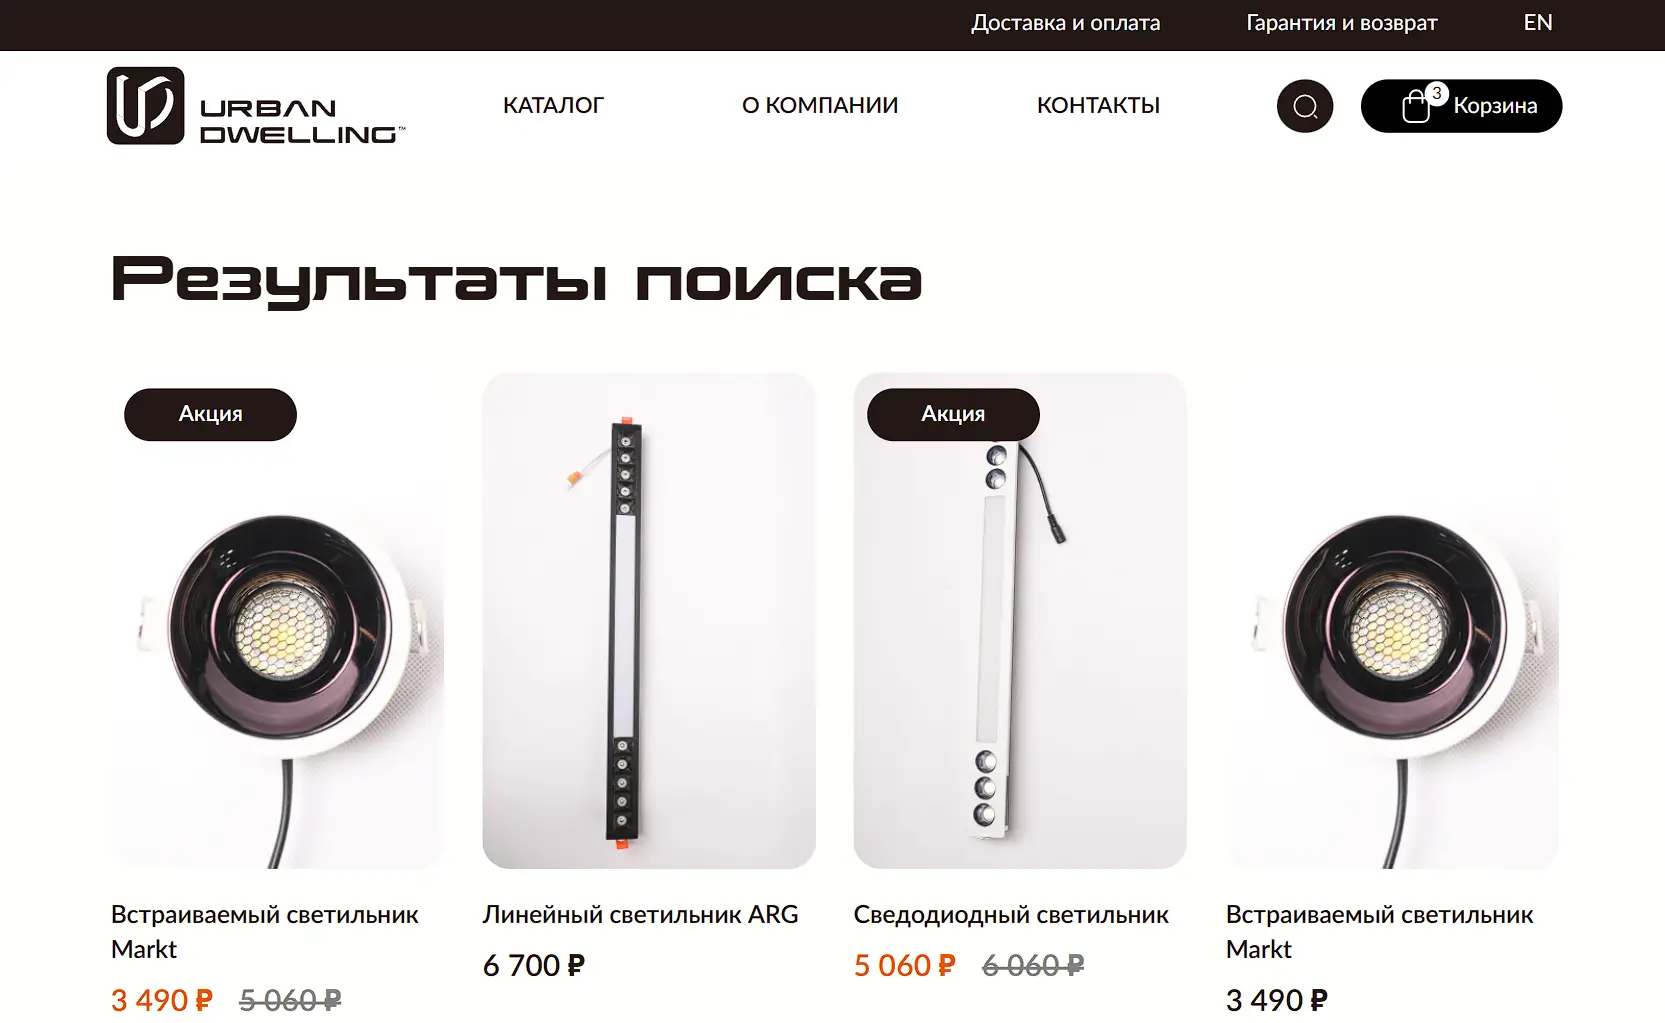 Доставка и оплата
Гарантия и возврат
EN
URBAN
DWELLING™
КАТАЛОГ
О КОМПАНИИ
КОНТАКТЫ
3
Корзина
Результаты поиска
Акция
Акция
Встраиваемый светильник
Markt
3 490 ₽ 5 060 ₽
Линейный светильник ARG
6 700 ₽
Сведодиодный светильник
5 060 ₽ 6 060 ₽
Встраиваемый светильник
Markt
3 490 ₽